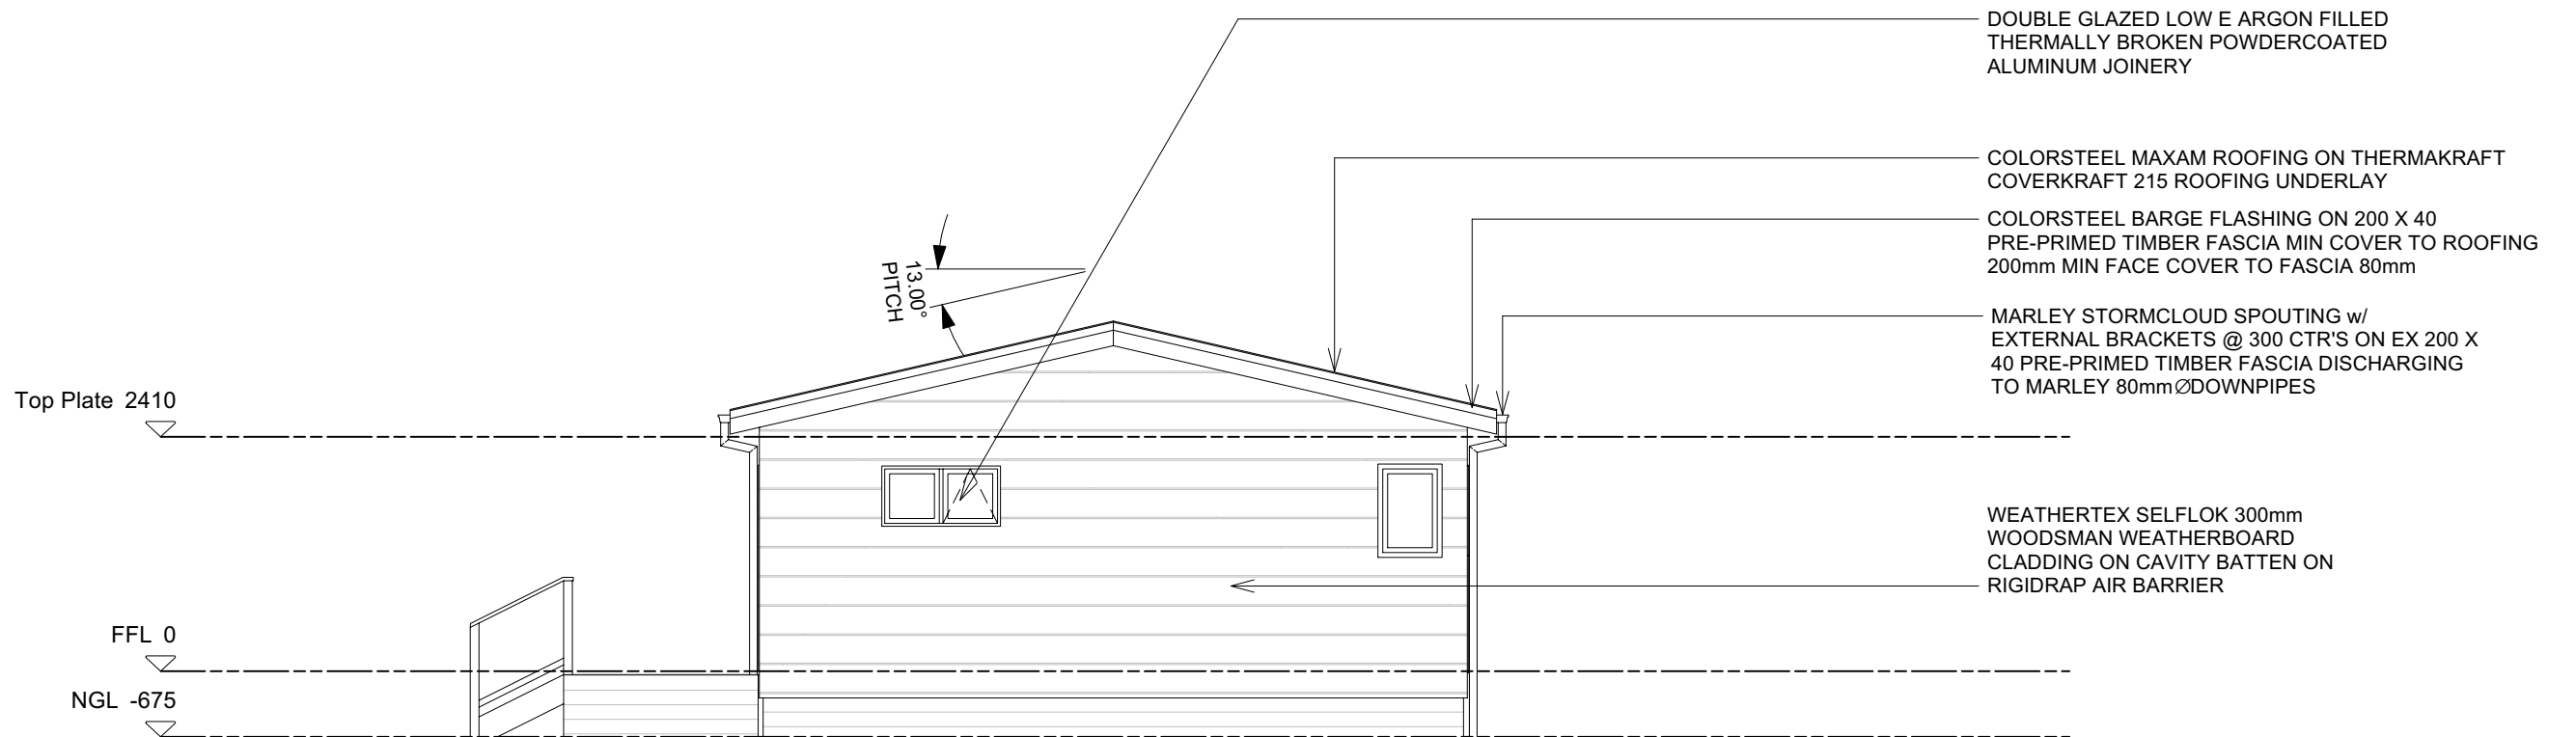 DOUBLE GLAZED LOW E ARGON FILLED
THERMALLY BROKEN POWDERCOATED
ALUMINUM JOINERY
COLORSTEEL MAXAM ROOFING ON THERMAKRAFT
COVERKRAFT 215 ROOFING UNDERLAY
COLORSTEEL BARGE FLASHING ON 200 X 40
PRE-PRIMED TIMBER FASCIA MIN COVER TO ROOFING
200mm MIN FACE COVER TO FASCIA 80mm
13.00°
PITCH
MARLEY STORMCLOUD SPOUTING w/
EXTERNAL BRACKETS @ 300 CTR'S ON EX 200 X
40 PRE-PRIMED TIMBER FASCIA DISCHARGING
TO MARLEY 80mmØDOWNPIPES
Top Plate 2410
WEATHERTEX SELFLOK 300mm
WOODSMAN WEATHERBOARD
CLADDING ON CAVITY BATTEN ON
RIGIDRAP AIR BARRIER
FFL 0
NGL -675